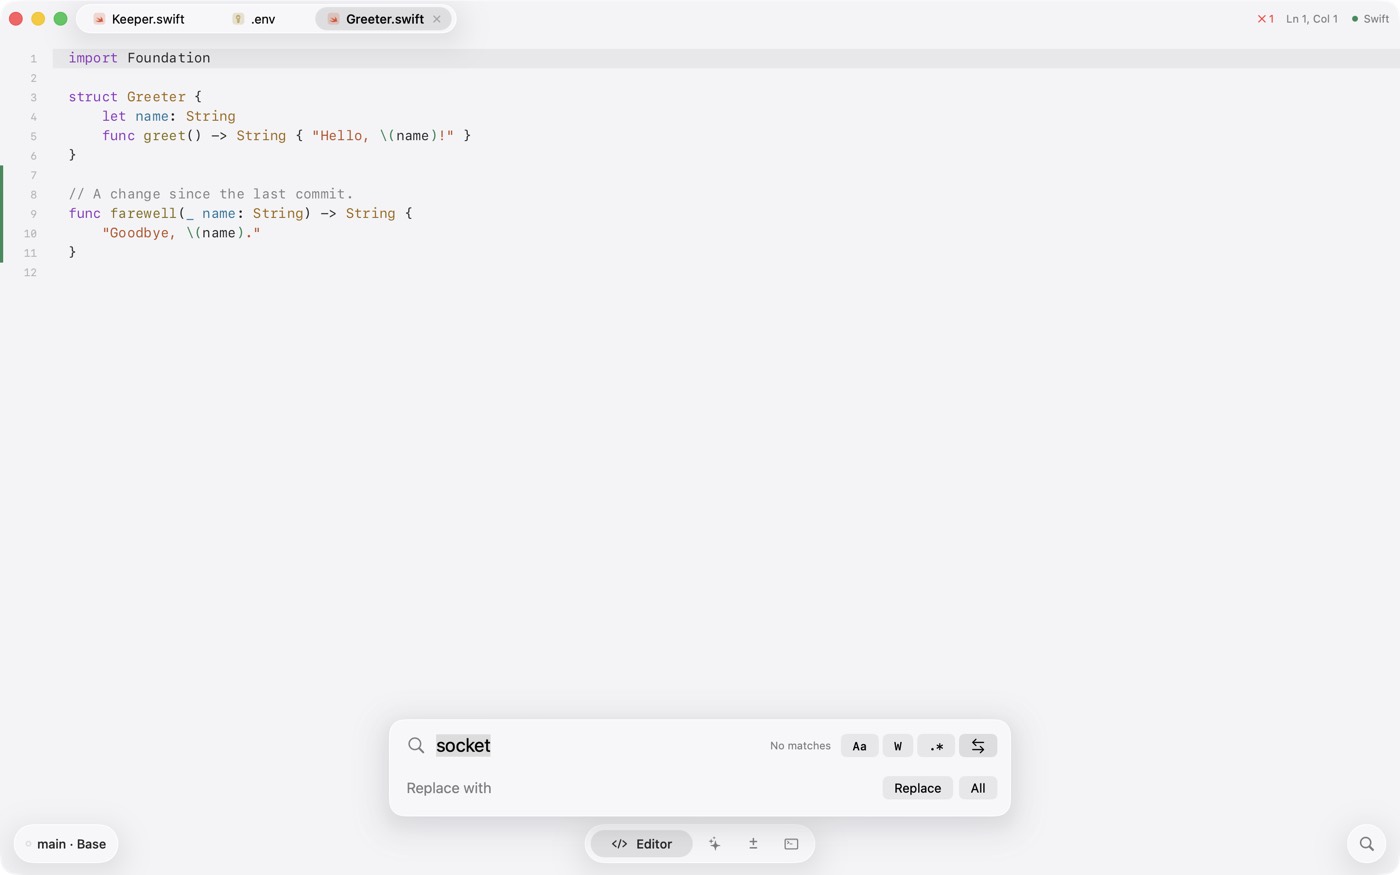 Keeper.swift .env Greeter.swift × ✕ 1 Ln 1, Col 1 Swift
1 import Foundation
2
3 struct Greeter {
4     let name: String
5     func greet() -> String { "Hello, \(name)!" }
6 }
7
8 // A change since the last commit.
9 func farewell(_ name: String) -> String {
10     "Goodbye, \(name)."
11 }
12
socket No matches Aa W .*
Replace with Replace All
main · Base </> Editor